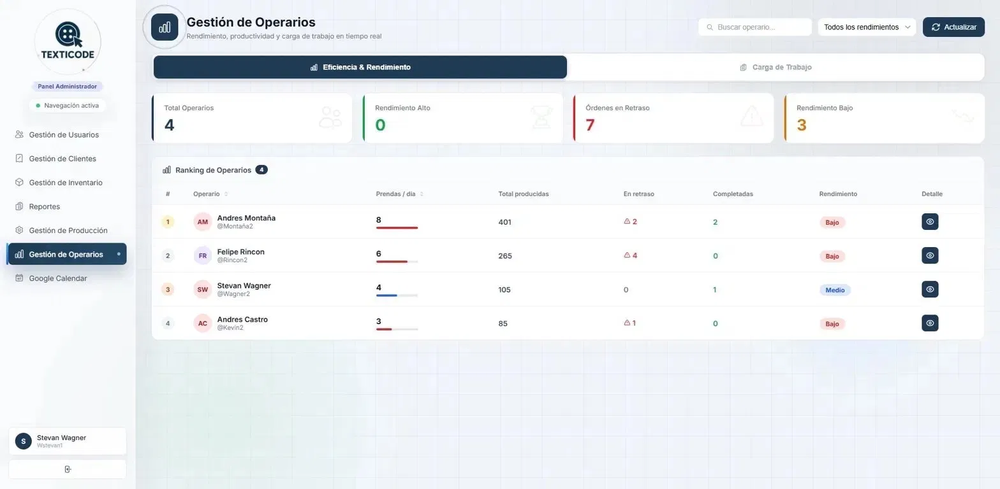 TEXTICODE
Panel Administrador
Navegación activa
Gestión de Usuarios
Gestión de Clientes
Gestión de Inventario
Reportes
Gestión de Producción
Gestión de Operarios
Google Calendar
S
Stevan Wagner
Wstevan1
Gestión de Operarios
Rendimiento, productividad y carga de trabajo en tiempo real
Buscar operario...
Todos los rendimientos
Actualizar
Eficiencia & Rendimiento
Carga de Trabajo
Total Operarios
4
Rendimiento Alto
0
Órdenes en Retraso
7
Rendimiento Bajo
3
Ranking de Operarios 4
# Operario Prendas / día Total producidas En retraso Completadas Rendimiento Detalle
1 AM Andres Montaña 8 401 2 2 Bajo
@Montaña2
2 FR Felipe Rincon 6 265 4 0 Bajo
@Rincon2
3 SW Stevan Wagner 4 105 0 1 Medio
@Wagner2
4 AC Andres Castro 3 85 1 0 Bajo
@Kevin2